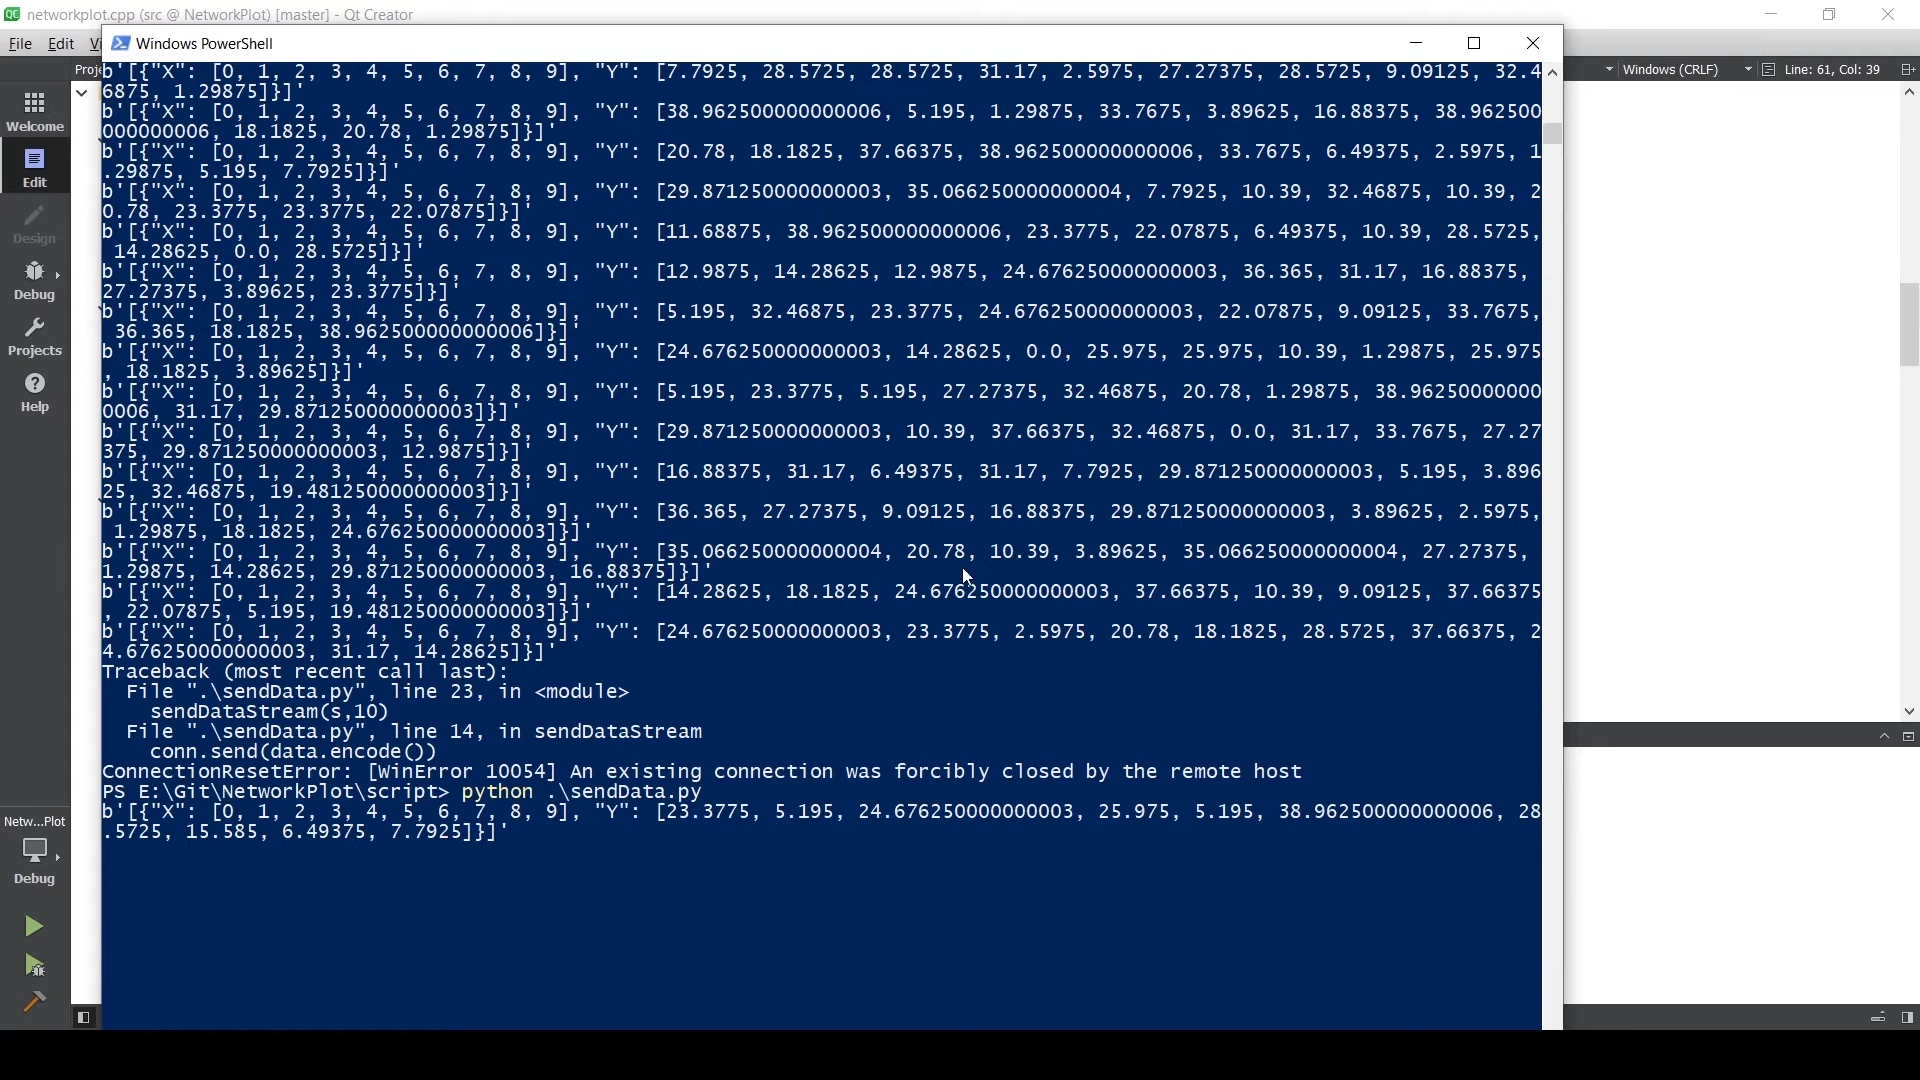 networkplot.cpp (src @ NetworkPlot) [master] - Qt Creator
File Edit Vi
Windows PowerShell
Proje
Windows (CRLF) Line: 61, Col: 39
Welcome
Edit
Design
Debug
Projects
Help
Netw...Plot
Debug
b'[{"X": [0, 1, 2, 3, 4, 5, 6, 7, 8, 9], "Y": [7.7925, 28.5725, 28.5725, 31.17, 2.5975, 27.27375, 28.5725, 9.09125, 32.4
6875, 1.29875]}]'
b'[{"X": [0, 1, 2, 3, 4, 5, 6, 7, 8, 9], "Y": [38.962500000000006, 5.195, 1.29875, 33.7675, 3.89625, 16.88375, 38.962500
000000006, 18.1825, 20.78, 1.29875]}]'
b'[{"X": [0, 1, 2, 3, 4, 5, 6, 7, 8, 9], "Y": [20.78, 18.1825, 37.66375, 38.962500000000006, 33.7675, 6.49375, 2.5975, 1
.29875, 5.195, 7.7925]}]'
b'[{"X": [0, 1, 2, 3, 4, 5, 6, 7, 8, 9], "Y": [29.871250000000003, 35.066250000000004, 7.7925, 10.39, 32.46875, 10.39, 2
0.78, 23.3775, 23.3775, 22.07875]}]'
b'[{"X": [0, 1, 2, 3, 4, 5, 6, 7, 8, 9], "Y": [11.68875, 38.962500000000006, 23.3775, 22.07875, 6.49375, 10.39, 28.5725,
 14.28625, 0.0, 28.5725]}]'
b'[{"X": [0, 1, 2, 3, 4, 5, 6, 7, 8, 9], "Y": [12.9875, 14.28625, 12.9875, 24.676250000000003, 36.365, 31.17, 16.88375,
27.27375, 3.89625, 23.3775]}]'
b'[{"X": [0, 1, 2, 3, 4, 5, 6, 7, 8, 9], "Y": [5.195, 32.46875, 23.3775, 24.676250000000003, 22.07875, 9.09125, 33.7675,
 36.365, 18.1825, 38.962500000000006]}]'
b'[{"X": [0, 1, 2, 3, 4, 5, 6, 7, 8, 9], "Y": [24.676250000000003, 14.28625, 0.0, 25.975, 25.975, 10.39, 1.29875, 25.975
, 18.1825, 3.89625]}]'
b'[{"X": [0, 1, 2, 3, 4, 5, 6, 7, 8, 9], "Y": [5.195, 23.3775, 5.195, 27.27375, 32.46875, 20.78, 1.29875, 38.96250000000
0006, 31.17, 29.871250000000003]}]'
b'[{"X": [0, 1, 2, 3, 4, 5, 6, 7, 8, 9], "Y": [29.871250000000003, 10.39, 37.66375, 32.46875, 0.0, 31.17, 33.7675, 27.27
375, 29.871250000000003, 12.9875]}]'
b'[{"X": [0, 1, 2, 3, 4, 5, 6, 7, 8, 9], "Y": [16.88375, 31.17, 6.49375, 31.17, 7.7925, 29.871250000000003, 5.195, 3.896
25, 32.46875, 19.481250000000003]}]'
b'[{"X": [0, 1, 2, 3, 4, 5, 6, 7, 8, 9], "Y": [36.365, 27.27375, 9.09125, 16.88375, 29.871250000000003, 3.89625, 2.5975,
 1.29875, 18.1825, 24.676250000000003]}]'
b'[{"X": [0, 1, 2, 3, 4, 5, 6, 7, 8, 9], "Y": [35.066250000000004, 20.78, 10.39, 3.89625, 35.066250000000004, 27.27375,
1.29875, 14.28625, 29.871250000000003, 16.88375]}]'
b'[{"X": [0, 1, 2, 3, 4, 5, 6, 7, 8, 9], "Y": [14.28625, 18.1825, 24.676250000000003, 37.66375, 10.39, 9.09125, 37.66375
, 22.07875, 5.195, 19.481250000000003]}]'
b'[{"X": [0, 1, 2, 3, 4, 5, 6, 7, 8, 9], "Y": [24.676250000000003, 23.3775, 2.5975, 20.78, 18.1825, 28.5725, 37.66375, 2
4.676250000000003, 31.17, 14.28625]}]'
Traceback (most recent call last):
  File ".\sendData.py", line 23, in <module>
    sendDataStream(s,10)
  File ".\sendData.py", line 14, in sendDataStream
    conn.send(data.encode())
ConnectionResetError: [WinError 10054] An existing connection was forcibly closed by the remote host
PS E:\Git\NetworkPlot\script> python .\sendData.py
b'[{"X": [0, 1, 2, 3, 4, 5, 6, 7, 8, 9], "Y": [23.3775, 5.195, 24.676250000000003, 25.975, 5.195, 38.962500000000006, 28
.5725, 15.585, 6.49375, 7.7925]}]'